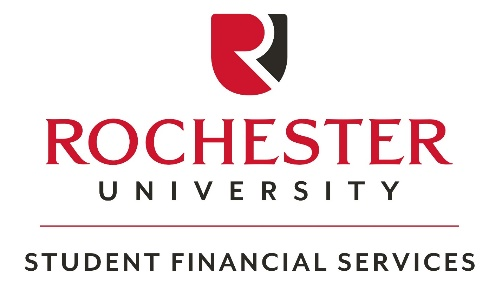 R
ROCHESTER
UNIVERSITY
STUDENT FINANCIAL SERVICES